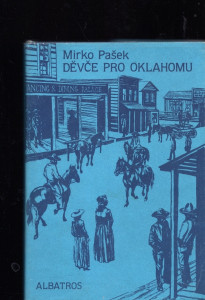 Mirko Pašek
DĚVČE PRO OKLAHOMU
ALBATROS